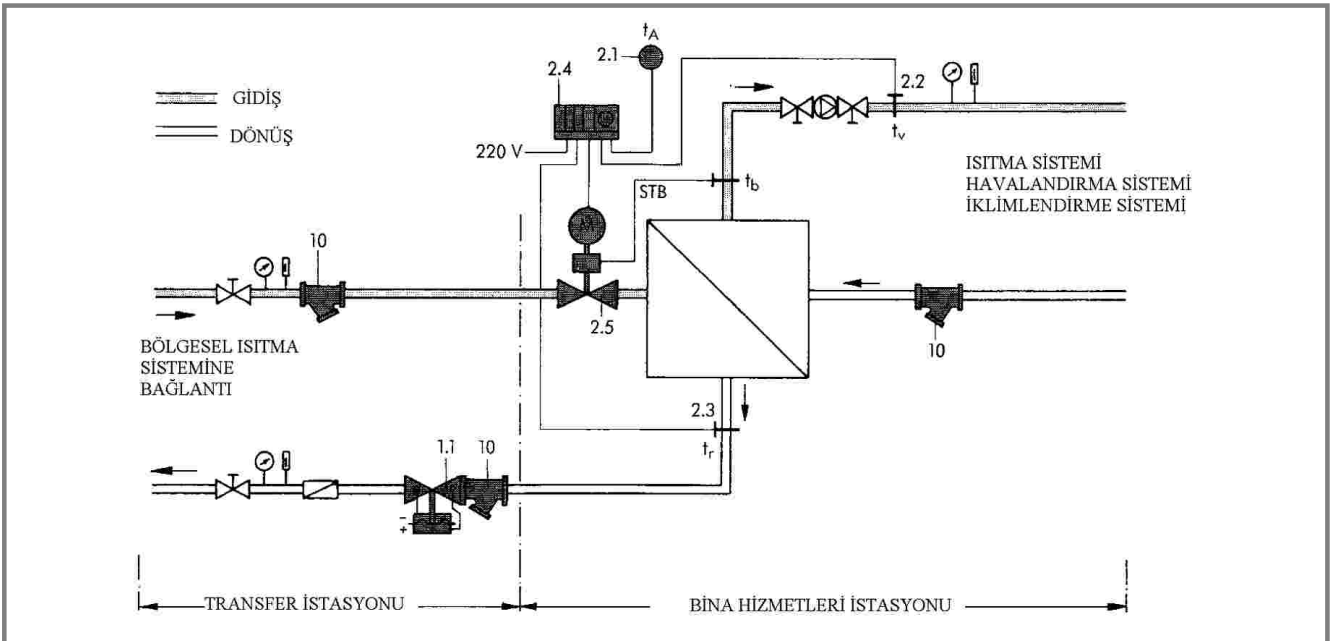 t_A
2.1
2.4
2.2
GİDİŞ
DÖNÜŞ
220 V
t_v
STB
t_b
ISITMA SİSTEMİ
HAVALANDIRMA SİSTEMİ
İKLİMLENDİRME SİSTEMİ
10
2.5
10
BÖLGESEL ISITMA
SİSTEMİNE
BAĞLANTI
2.3
t_r
1.1
10
-
+
TRANSFER İSTASYONU
BİNA HİZMETLERİ İSTASYONU